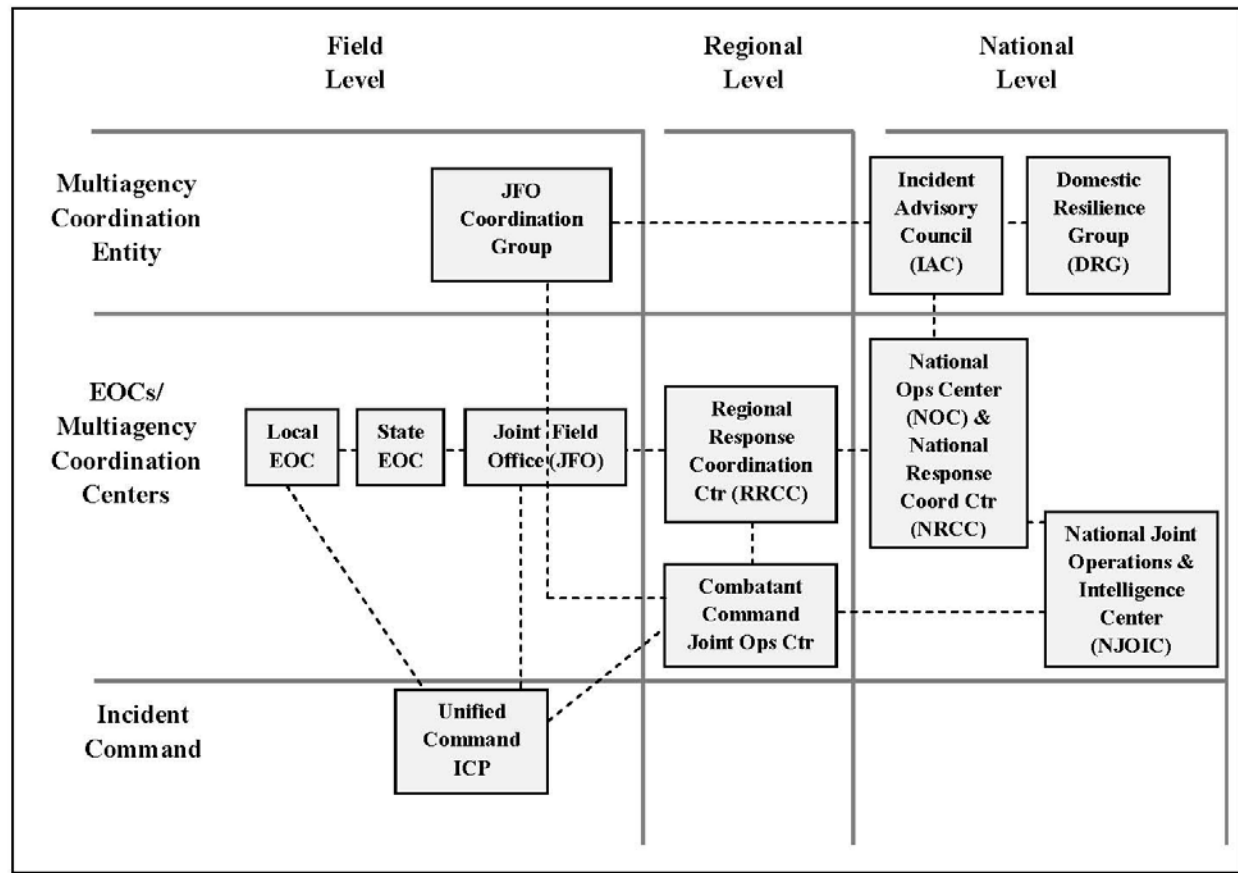 Field
Level
Regional
Level
National
Level
Multiagency
Coordination
Entity
JFO
Coordination
Group
Incident
Advisory
Council
(IAC)
Domestic
Resilience
Group
(DRG)
EOCs/
Multiagency
Coordination
Centers
Local
EOC
State
EOC
Joint Field
Office (JFO)
Regional
Response
Coordination
Ctr (RRCC)
National
Ops Center
(NOC) &
National
Response
Coord Ctr
(NRCC)
Combatant
Command
Joint Ops Ctr
National Joint
Operations &
Intelligence
Center
(NJOIC)
Incident
Command
Unified
Command
ICP